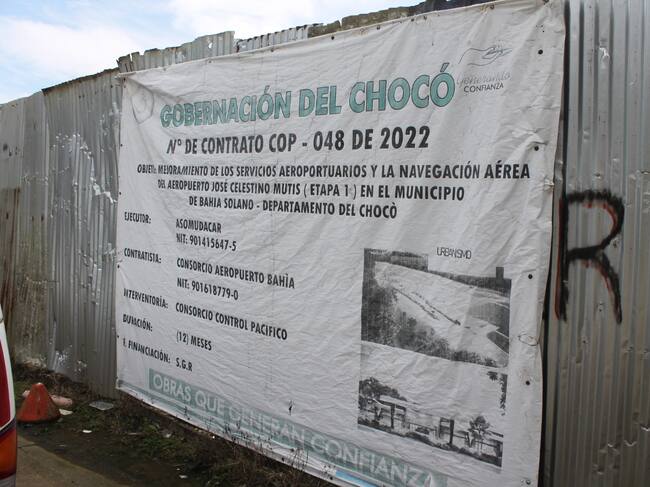 Generando
CONFIANZA
GOBERNACIÓN DEL CHOCÓ
N° DE CONTRATO COP - 048 DE 2022
OBJETO: MEJORAMIENTO DE LOS SERVICIOS AEROPORTUARIOS Y LA NAVEGACIÓN AÉREA
DEL AEROPUERTO JOSÉ CELESTINO MUTIS ( ETAPA 1 ) EN EL MUNICIPIO
DE BAHIA SOLANO - DEPARTAMENTO DEL CHOCÒ
EJECUTOR: ASOMUDACAR
NIT: 901415647-5
CONTRATISTA: CONSORCIO AEROPUERTO BAHÌA
NIT: 901618779-0
INTERVENTORÍA: CONSORCIO CONTROL PACIFICO
DURACIÓN: (12) MESES
F. FINANCIACIÓN: S.G.R
URBANISMO
OBRAS QUE GENERAN CONFIANZA
R